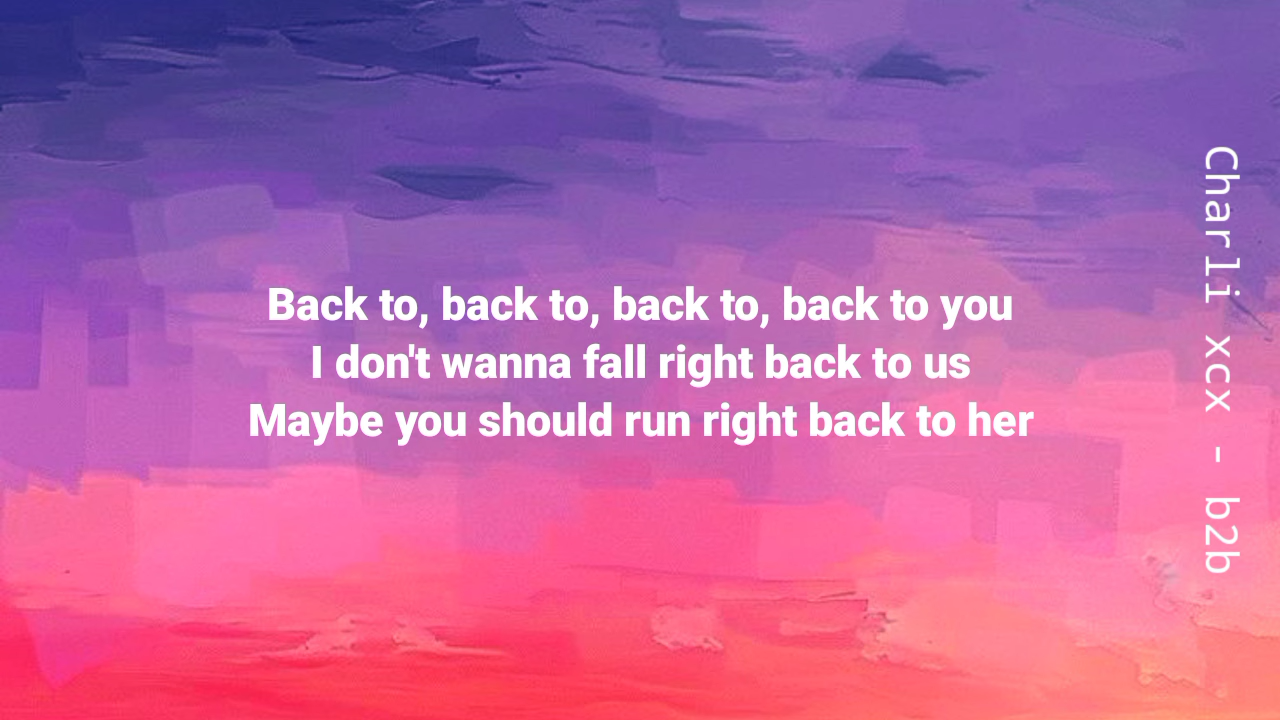 Back to, back to, back to, back to you
I don't wanna fall right back to us
Maybe you should run right back to her
Charli xcx - b2b